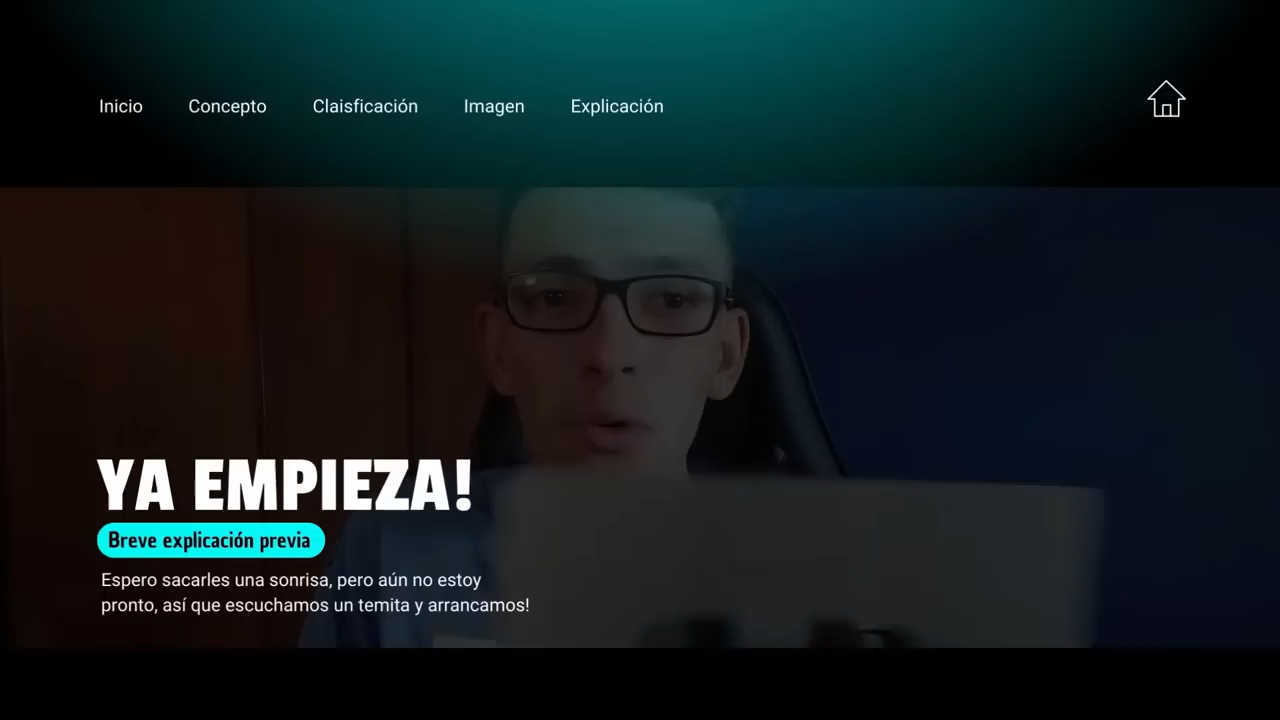 Inicio Concepto Claisficación Imagen Explicación
YA EMPIEZA!
Breve explicación previa
Espero sacarles una sonrisa, pero aún no estoy
pronto, así que escuchamos un temita y arrancamos!